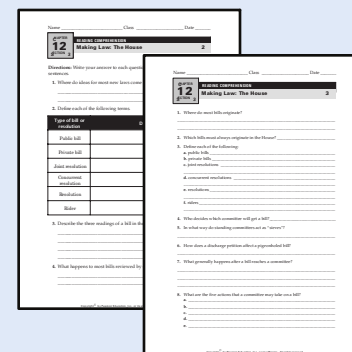 Name Class Date
CHAPTER
12
SECTION 2
READING COMPREHENSION
Making Law: The House 2
Directions: Write your answer to each
sentences.
1. Where do ideas for most new laws come
2. Define each of the following terms.
Type of bill or
resolution
Public bill
Private bill
Joint resolution
Concurrent
resolution
Resolution
Rider
3. Describe the three readings of a bill in the
4. What happens to most bills reviewed by
Name Class Date
CHAPTER
12
SECTION 3
READING COMPREHENSION
Making Law: The House 3
1. Where do most bills originate?
2. Which bills must always originate in the House?
3. Define each of the following:
a. public bills
b. private bills
c. joint resolutions
d. concurrent resolutions
e. resolutions
f. riders
4. Who decides which committee will get a bill?
5. In what way do standing committees act as "sieves"?
6. How does a discharge petition affect a pigeonholed bill?
7. What generally happens after a bill reaches a committee?
8. What are the five actions that a committee may take on a bill?
a.
b.
c.
d.
e.